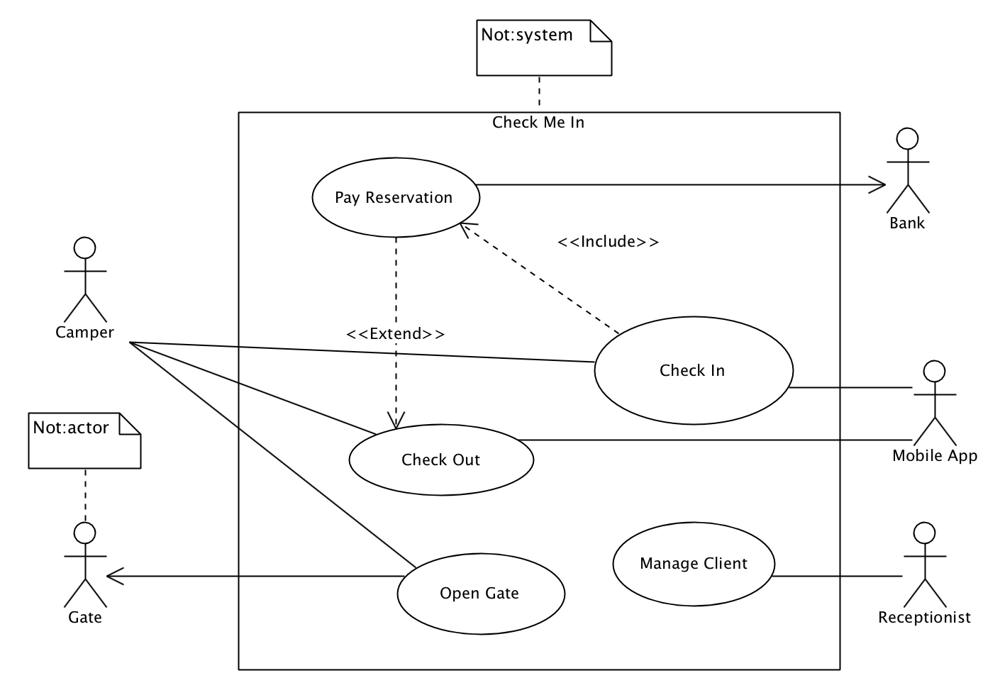 Not:system
Check Me In
Pay Reservation
Bank
<<Include>>
Camper
<<Extend>>
Check In
Not:actor
Check Out
Mobile App
Manage Client
Open Gate
Gate
Receptionist